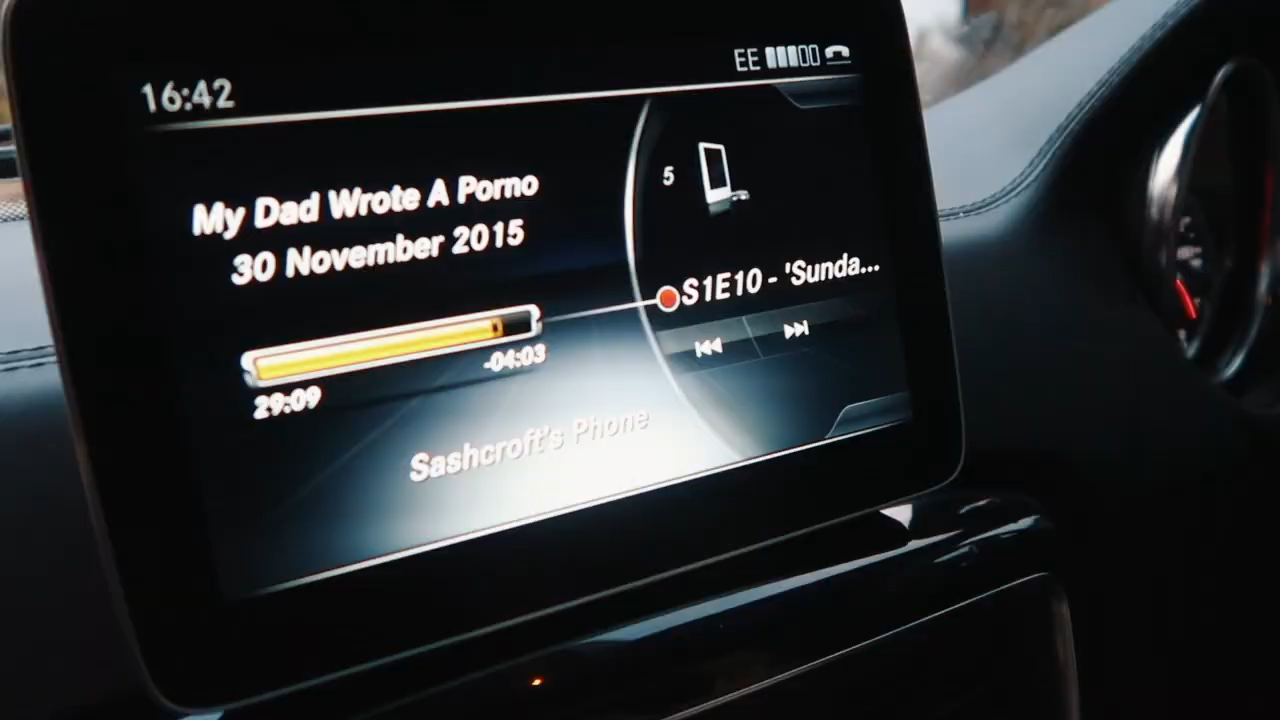 16:42
EE
My Dad Wrote A Porno
30 November 2015
5
S1E10 - 'Sunda...
-04:03
29:09
Sashcroft's Phone